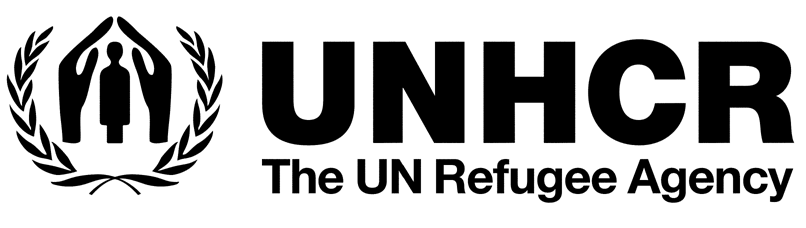 UNHCR
The UN Refugee Agency